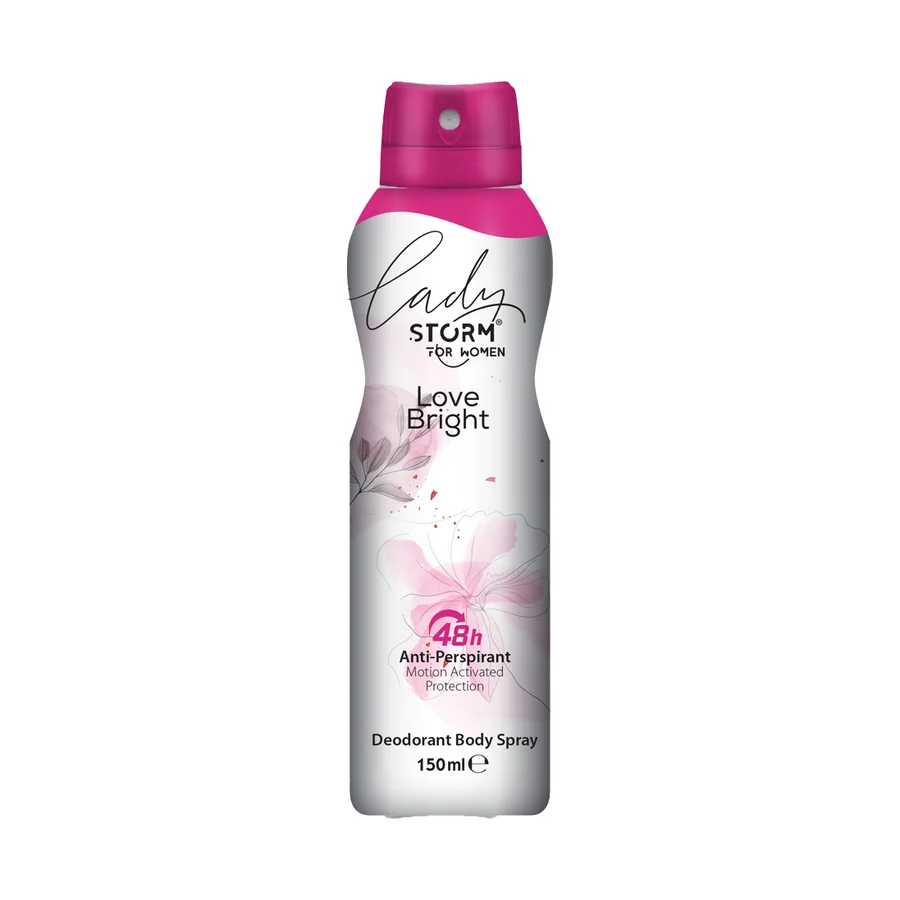 lady
STORM®
FOR WOMEN
Love
Bright
48h
Anti-Perspirant
Motion Activated
Protection
Deodorant Body Spray
150ml℮